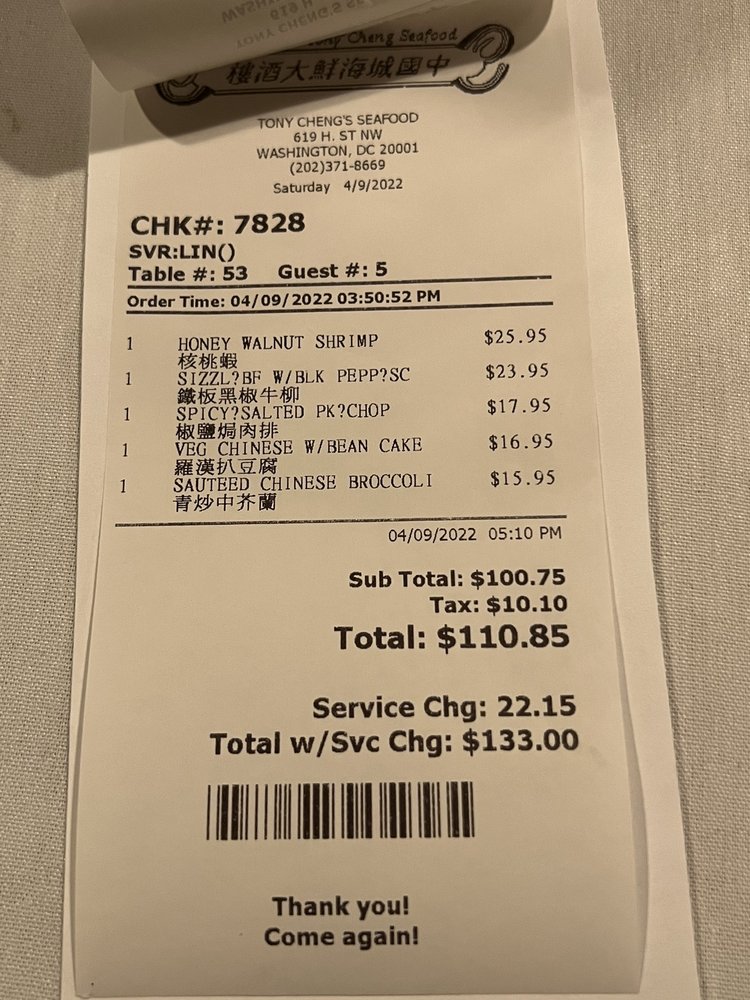 Tony Cheng Seafood
樓酒大鮮海城國中
TONY CHENG'S SEAFOOD
619 H. ST NW
WASHINGTON, DC 20001
(202)371-8669
Saturday 4/9/2022
CHK#: 7828
SVR:LIN()
Table #: 53 Guest #: 5
Order Time: 04/09/2022 03:50:52 PM
1 HONEY WALNUT SHRIMP $25.95
核桃蝦
1 SIZZL?BF W/BLK PEPP?SC $23.95
鐵板黑椒牛柳
1 SPICY?SALTED PK?CHOP $17.95
椒鹽焗肉排
1 VEG CHINESE W/BEAN CAKE $16.95
羅漢扒豆腐
1 SAUTEED CHINESE BROCCOLI $15.95
青炒中芥蘭
04/09/2022 05:10 PM
Sub Total: $100.75
Tax: $10.10
Total: $110.85
Service Chg: 22.15
Total w/Svc Chg: $133.00
Thank you!
Come again!